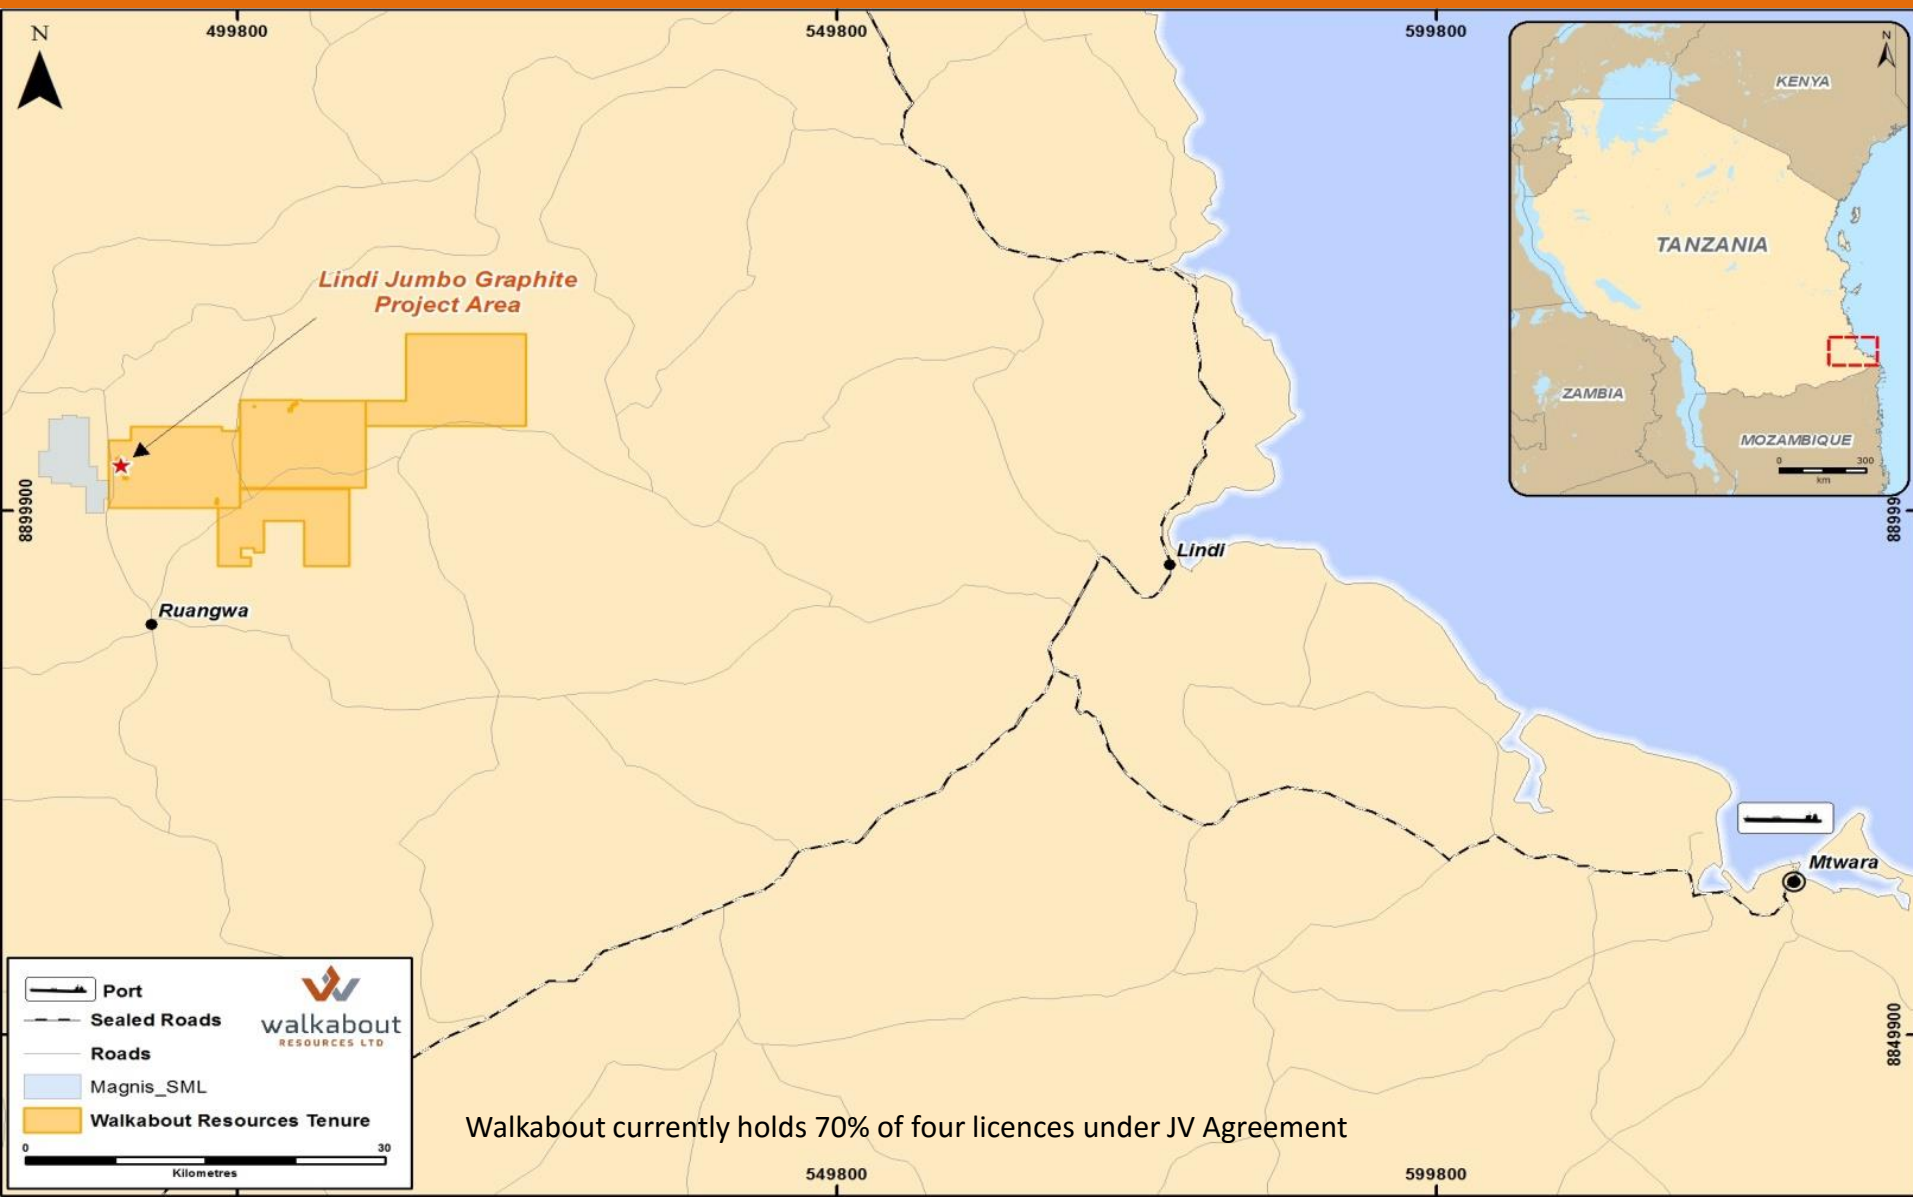 N
499800
549800
599800
N
KENYA
TANZANIA
ZAMBIA
MOZAMBIQUE
0 300
km
Lindi Jumbo Graphite
Project Area
8899900
88999
Lindi
Ruangwa
Mtwara
Port
Sealed Roads
Roads
Magnis_SML
Walkabout Resources Tenure
0 30
Kilometres
walkabout
RESOURCES LTD
8849900
Walkabout currently holds 70% of four licences under JV Agreement
549800
599800